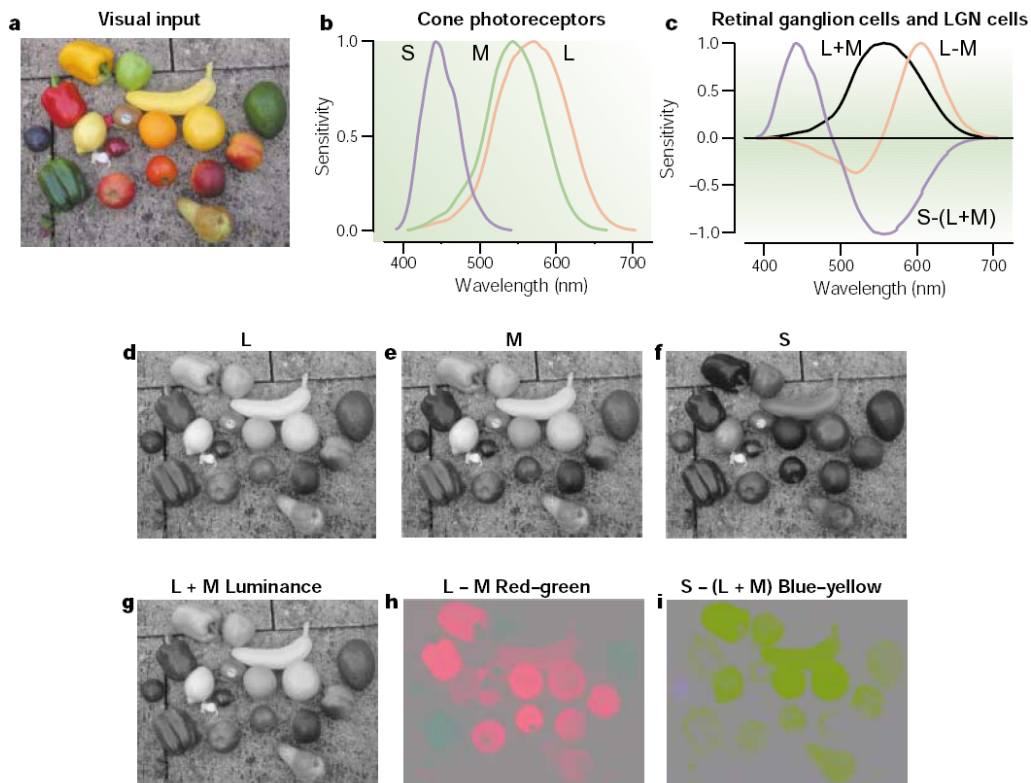 a Visual input
b Cone photoreceptors
c Retinal ganglion cells and LGN cells
1.0
0.5
0.0
Sensitivity
S
M
L
400
500
600
700
Wavelength (nm)
1.0
0.5
0.0
–0.5
–1.0
Sensitivity
L+M
L-M
S-(L+M)
400
500
600
700
Wavelength (nm)
d L
e M
f S
g L + M Luminance
h L – M Red–green
i S – (L + M) Blue–yellow